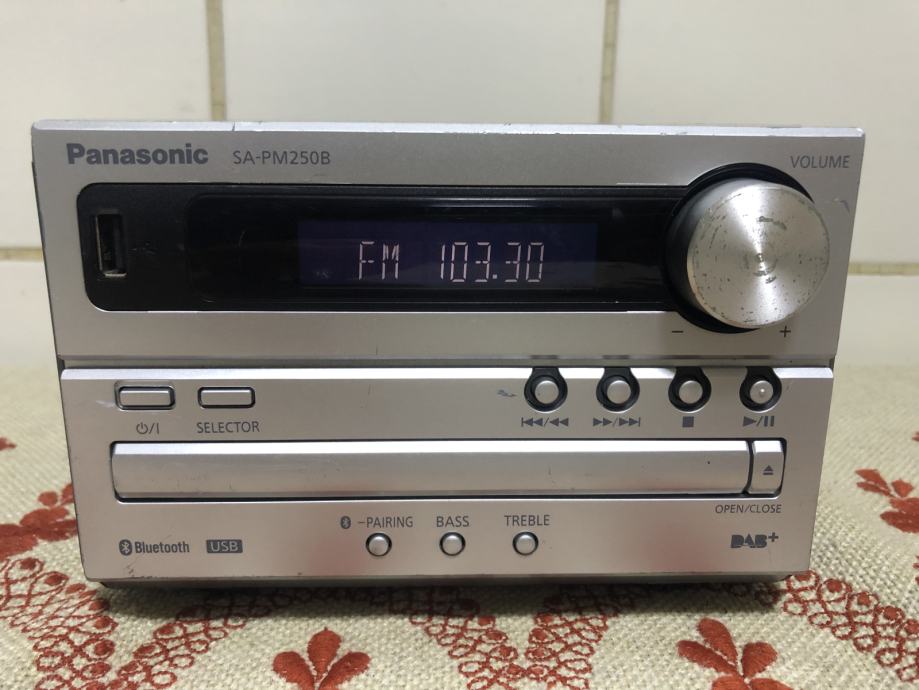 Panasonic SA-PM250B VOLUME
FM 103.30
- +
⏻/I SELECTOR
⏮/◀◀ ▶▶/⏭ ■ ▶/❚❚
OPEN/CLOSE
-PAIRING BASS TREBLE
Bluetooth USB DAB+